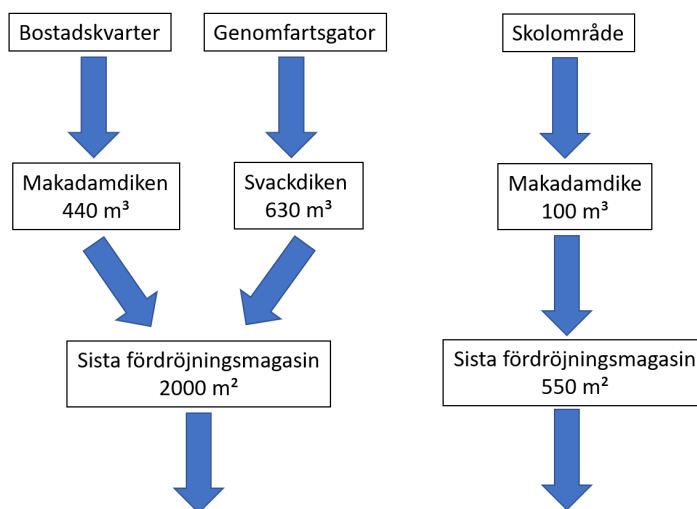 Bostadskvarter
Genomfartsgator
Skolområde
Makadamdiken
440 m³
Svackdiken
630 m³
Makadamdike
100 m³
Sista fördröjningsmagasin
2000 m²
Sista fördröjningsmagasin
550 m²